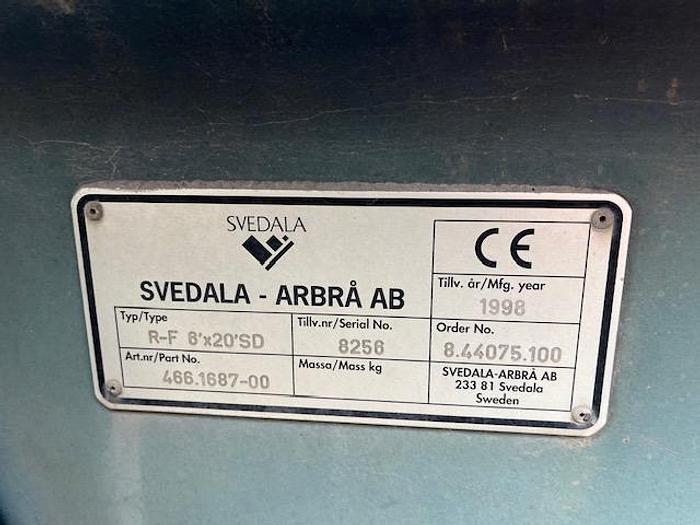 SVEDALA
SVEDALA - ARBRÅ AB
CE
Tillv. år/Mfg. year
1998
Typ/Type
R-F 6'x20'SD
Tillv.nr/Serial No.
8256
Order No.
8.44075.100
Art.nr/Part No.
466.1687-00
Massa/Mass kg
SVEDALA-ARBRÅ AB
233 81 Svedala
Sweden